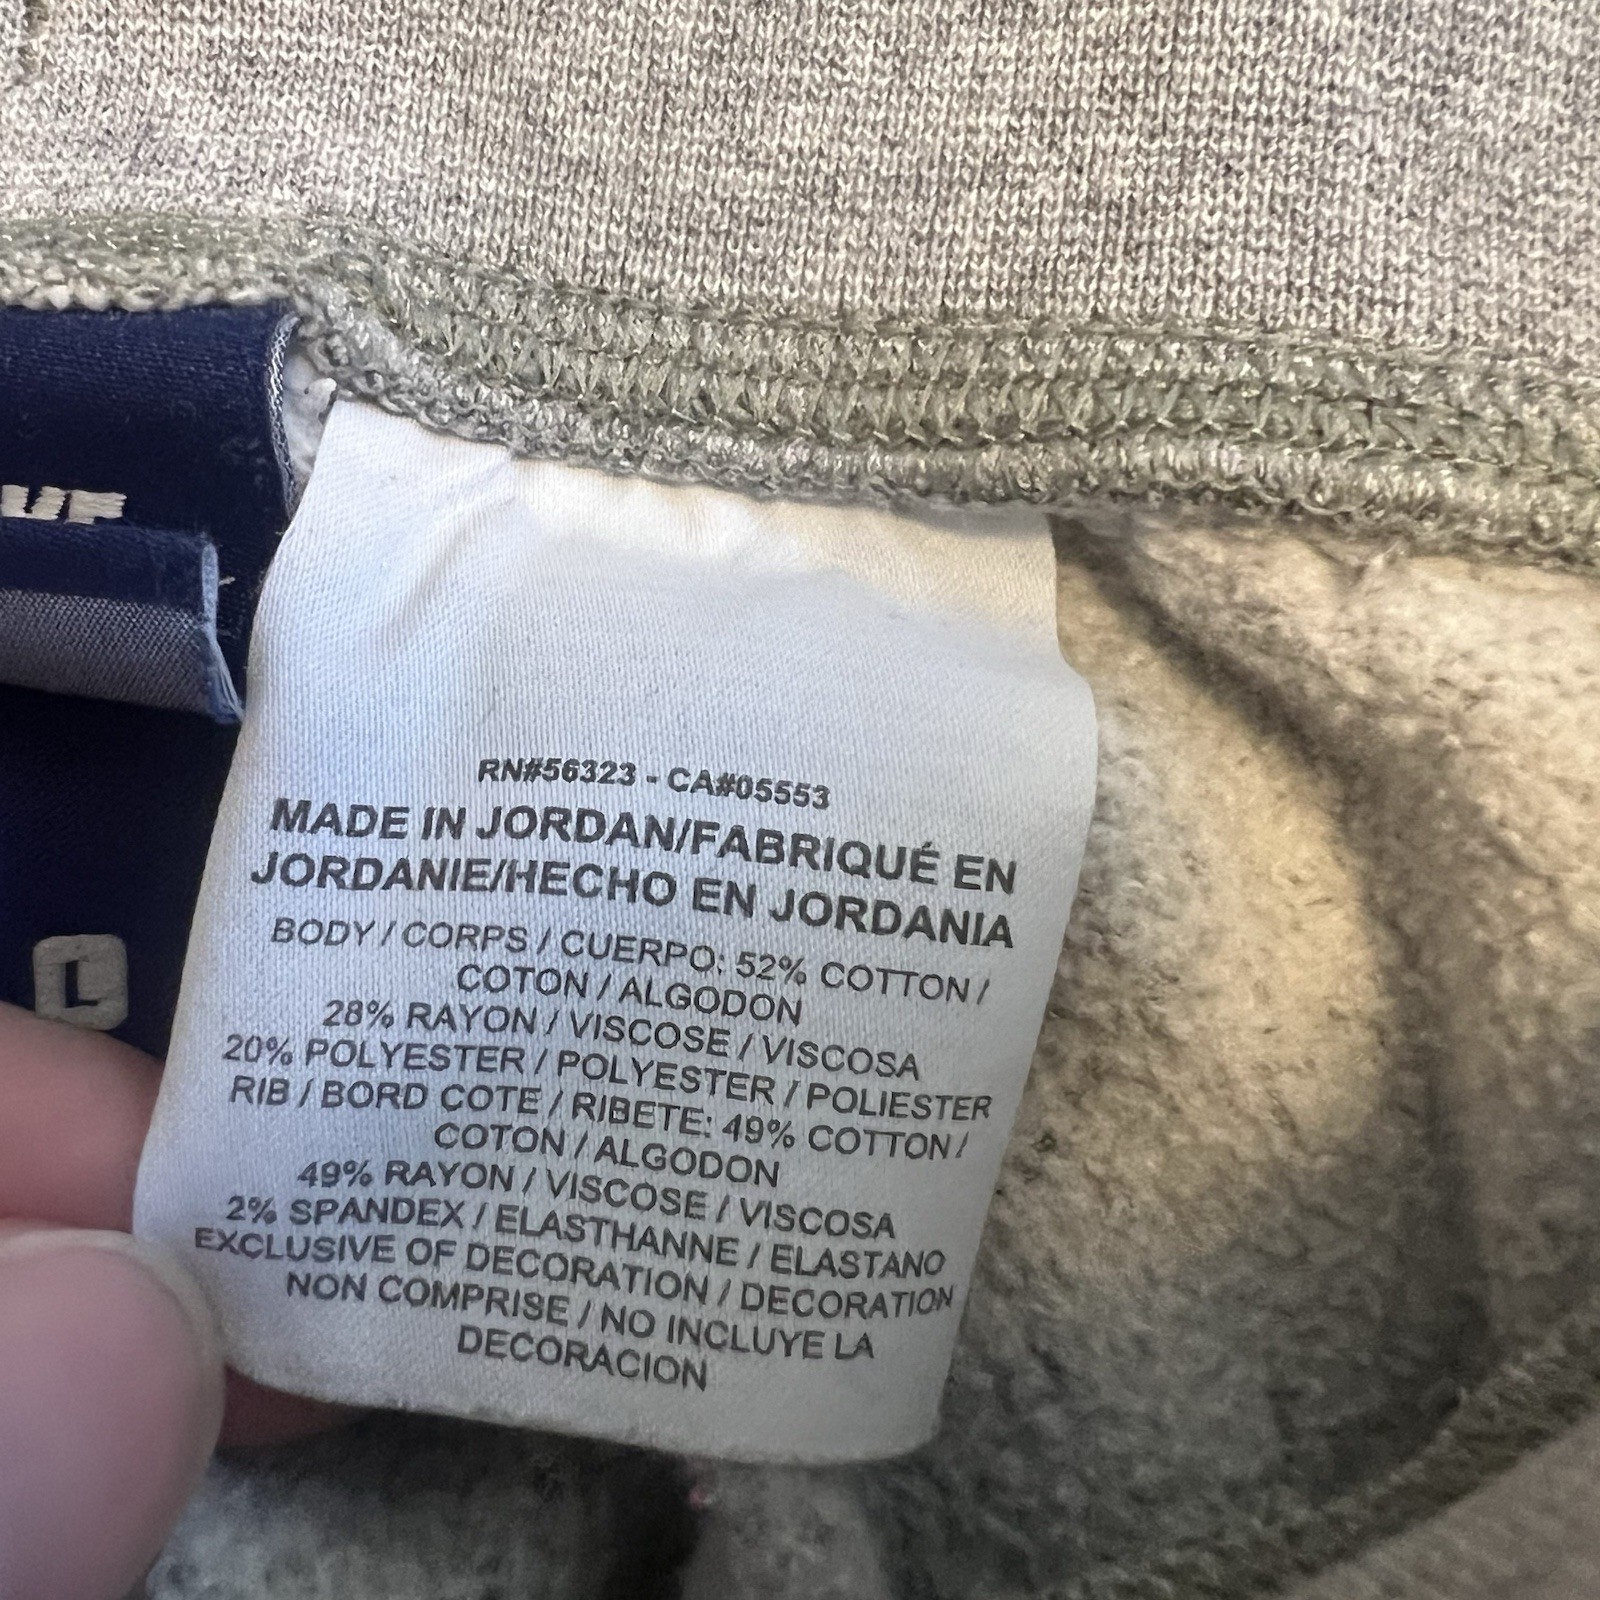 L
RN#56323 - CA#05553
MADE IN JORDAN/FABRIQUÉ EN
JORDANIE/HECHO EN JORDANIA
BODY / CORPS / CUERPO: 52% COTTON /
COTON / ALGODON
28% RAYON / VISCOSE / VISCOSA
20% POLYESTER / POLYESTER / POLIESTER
RIB / BORD COTE / RIBETE: 49% COTTON /
COTON / ALGODON
49% RAYON / VISCOSE / VISCOSA
2% SPANDEX / ELASTHANNE / ELASTANO
EXCLUSIVE OF DECORATION / DECORATION
NON COMPRISE / NO INCLUYE LA
DECORACION